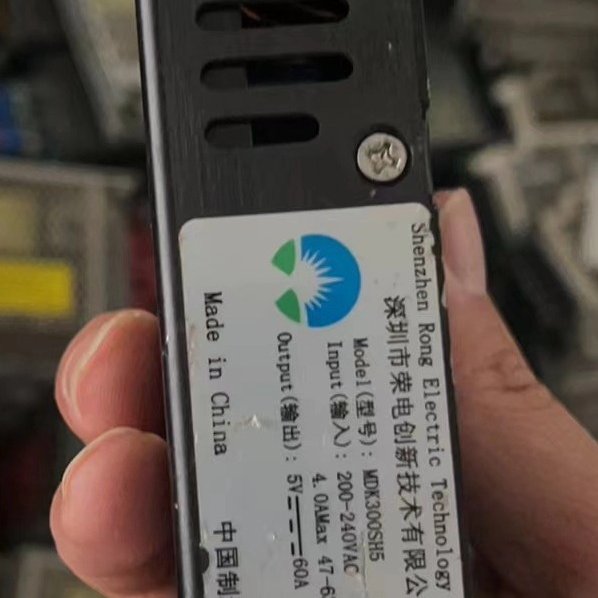 Shenzhen Rong Electric Technology
深圳市荣电创新技术有限公
Model(型号): MDK300SH5
Input(输入): 200-240VAC
4.0AMax 47-6
Output(输出): 5V⎓60A
Made in China 中国制